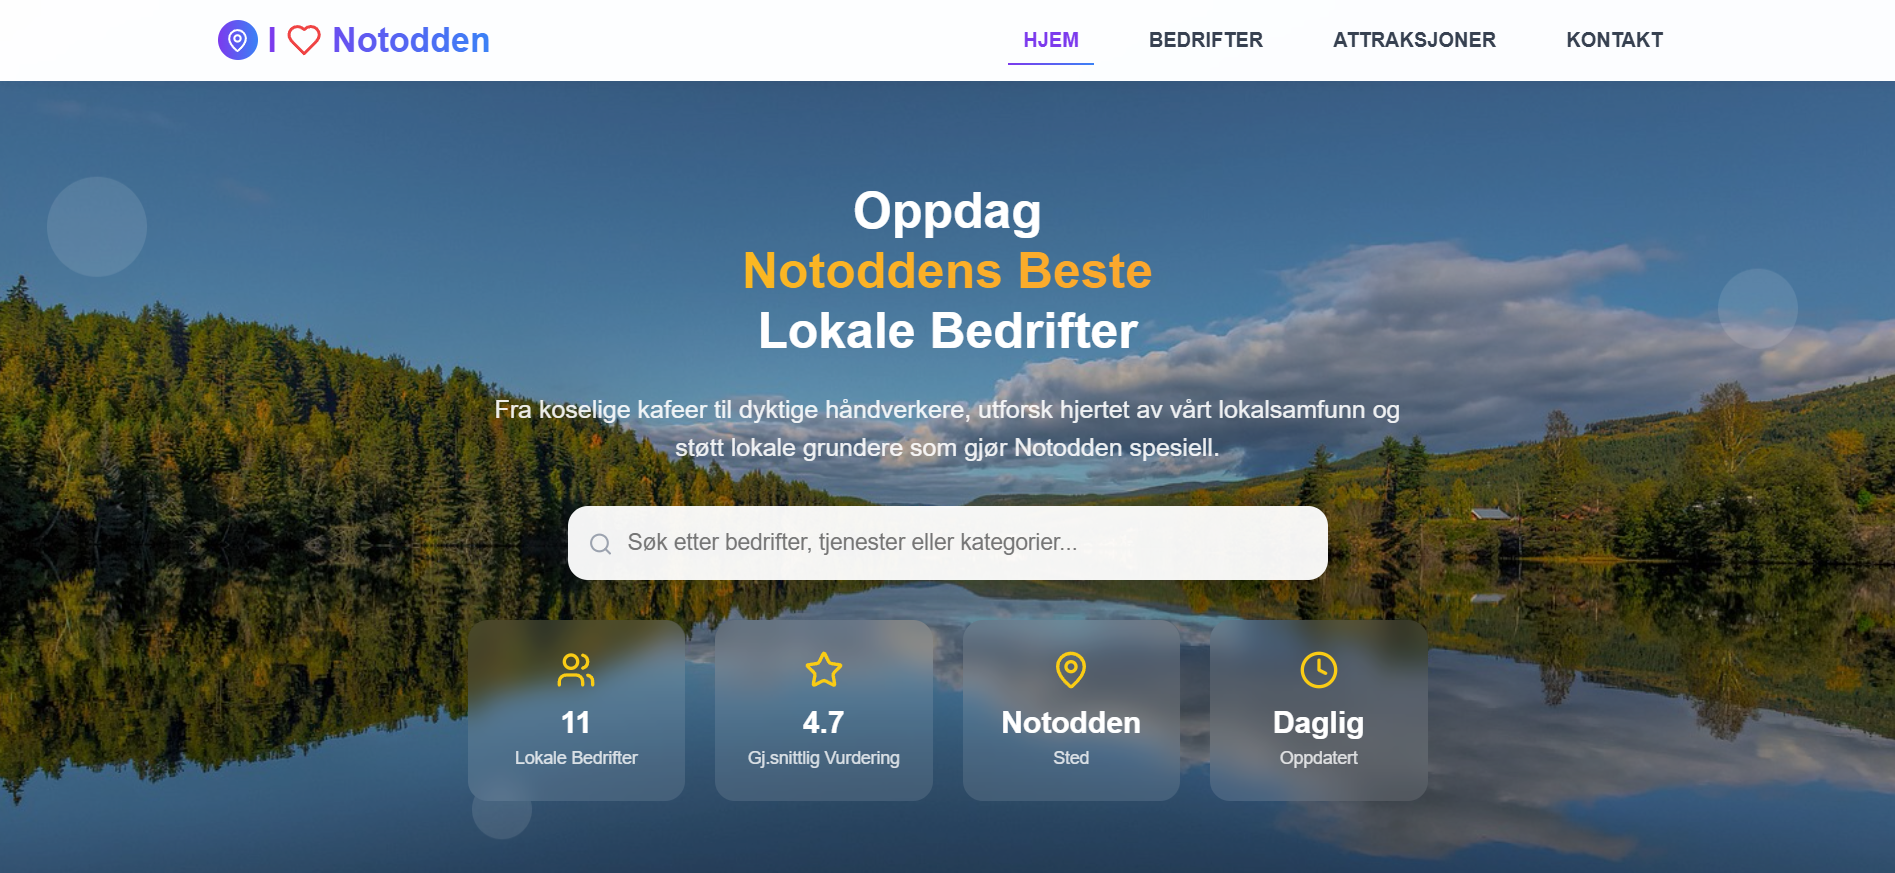 I Notodden
HJEM
BEDRIFTER
ATTRAKSJONER
KONTAKT
Oppdag
Notoddens Beste
Lokale Bedrifter
Fra koselige kafeer til dyktige håndverkere, utforsk hjertet av vårt lokalsamfunn og
støtt lokale grundere som gjør Notodden spesiell.
Søk etter bedrifter, tjenester eller kategorier...
11
Lokale Bedrifter
4.7
Gj.snittlig Vurdering
Notodden
Sted
Daglig
Oppdatert